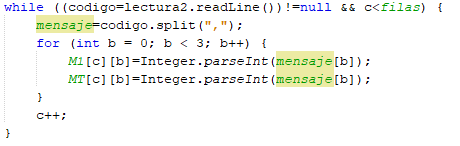 while ((codigo=lectura2.readLine())!=null && c<filas) {
mensaje=codigo.split(",");
for (int b = 0; b < 3; b++) {
M1[c][b]=Integer.parseInt(mensaje[b]);
MT[c][b]=Integer.parseInt(mensaje[b]);
}
c++;
}